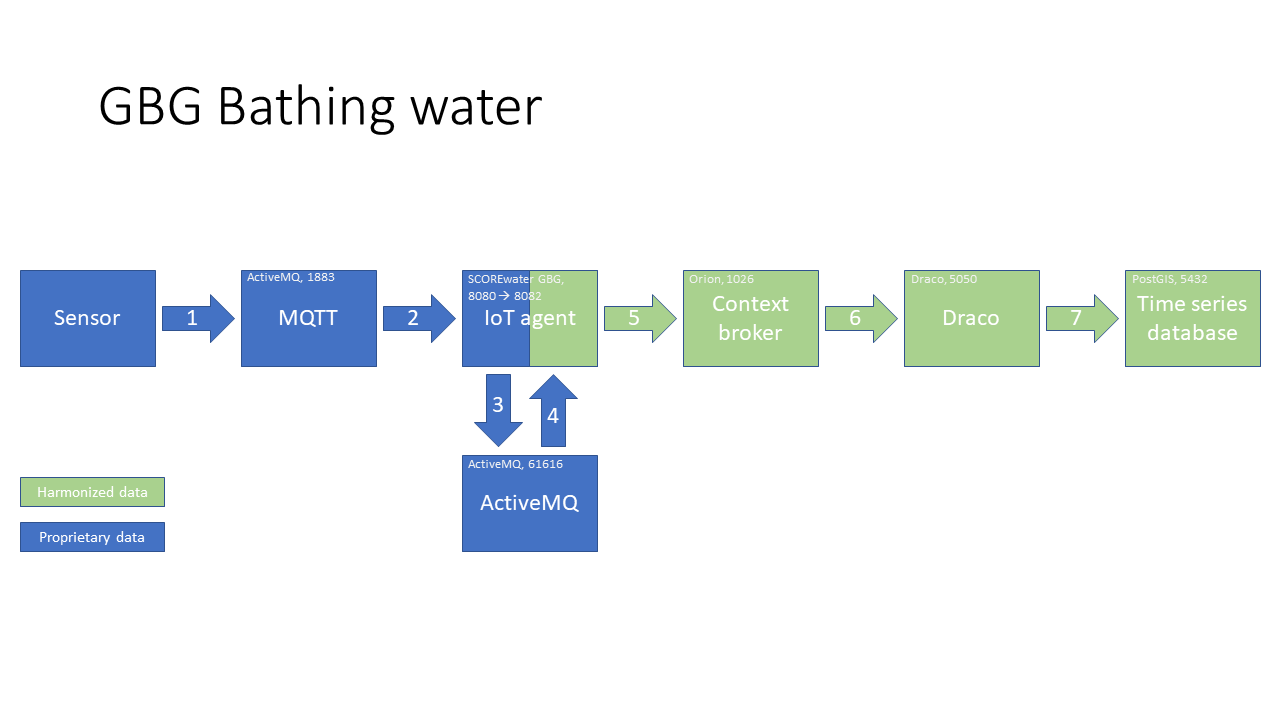 GBG Bathing water
Sensor
1
ActiveMQ, 1883
MQTT
2
SCOREwater GBG,
8080 → 8082
IoT agent
5
Orion, 1026
Context
broker
6
Draco, 5050
Draco
7
PostGIS, 5432
Time series
database
3
4
ActiveMQ, 61616
ActiveMQ
Harmonized data
Proprietary data